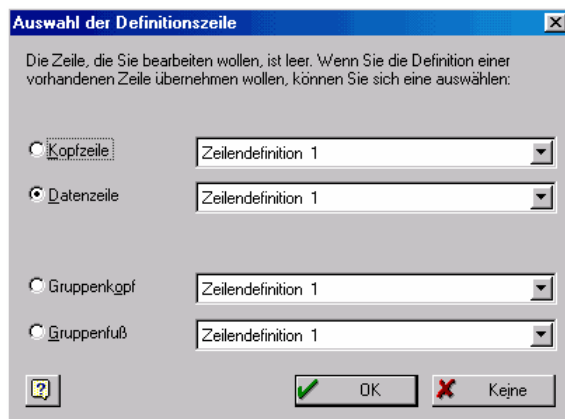 Auswahl der Definitionszeile
Die Zeile, die Sie bearbeiten wollen, ist leer. Wenn Sie die Definition einer
vorhandenen Zeile übernehmen wollen, können Sie sich eine auswählen:
Kopfzeile Zeilendefinition 1
Datenzeile Zeilendefinition 1
Gruppenkopf Zeilendefinition 1
Gruppenfuß Zeilendefinition 1
? OK Keine